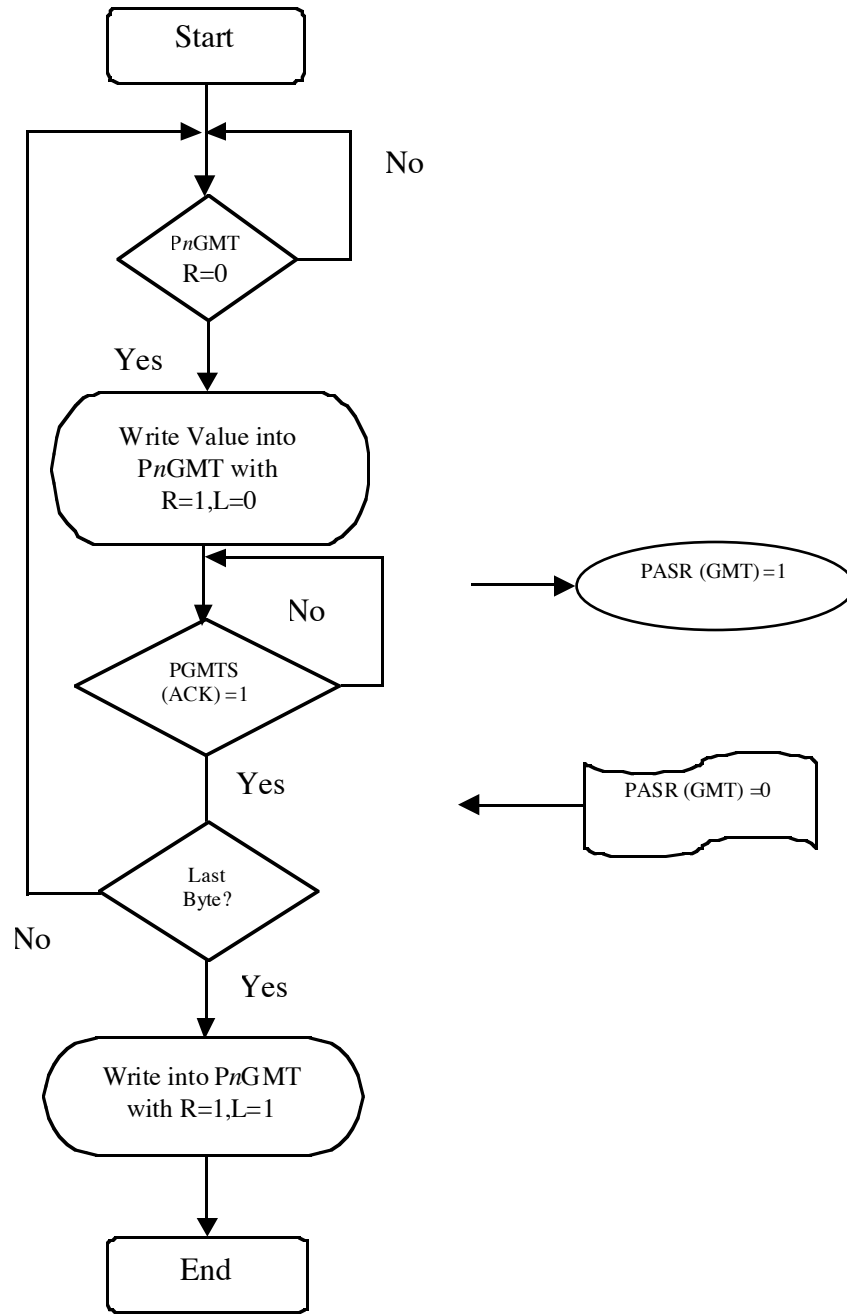 Start
No
PnGMT
R=0
Yes
Write Value into
PnGMT with
R=1,L=0
No
PASR (GMT) =1
PGMTS
(ACK) =1
Yes
PASR (GMT) =0
Last
Byte?
No
Yes
Write into PnGMT
with R=1,L=1
End